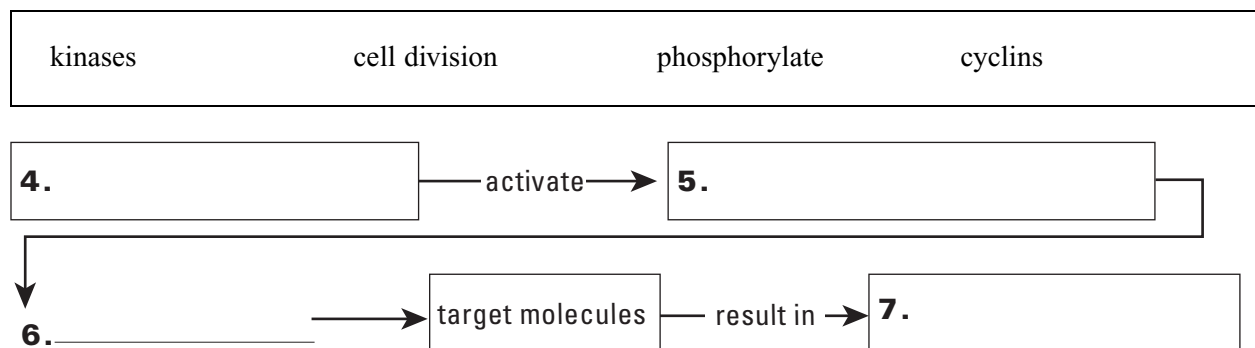 kinases cell division phosphorylate cyclins
4. activate 5.
6. target molecules result in 7.